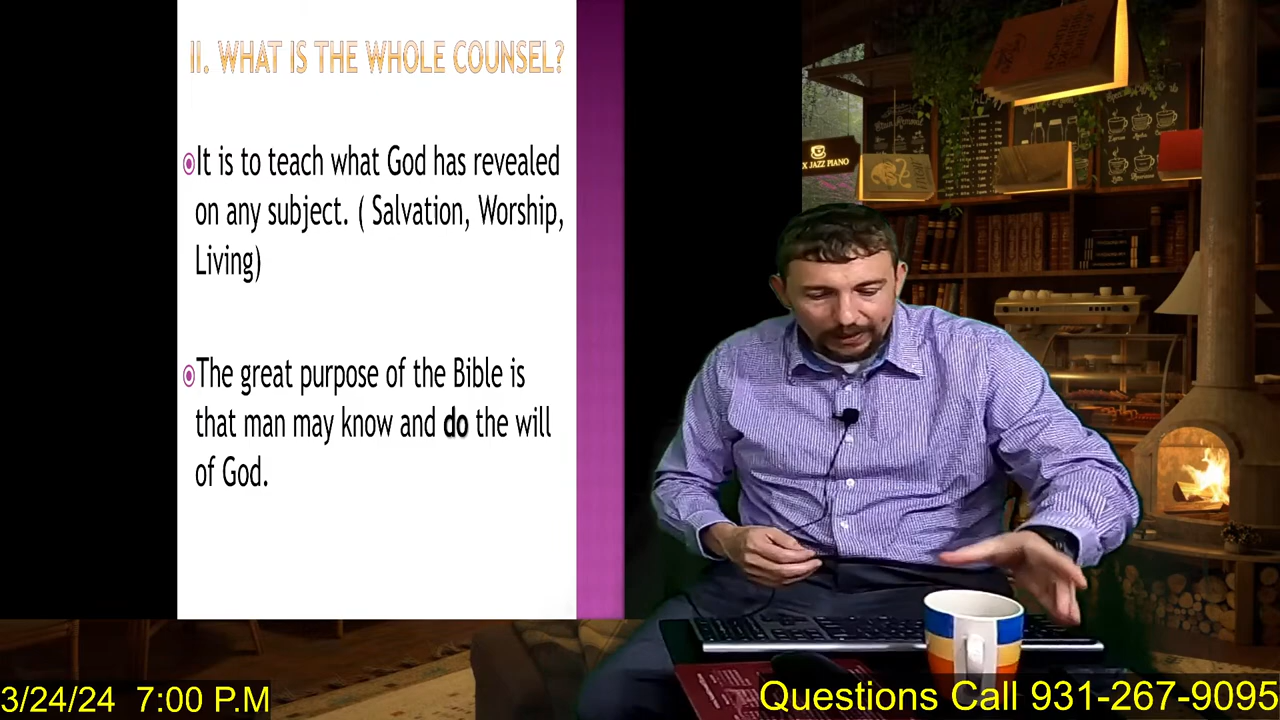 II. WHAT IS THE WHOLE COUNSEL?
It is to teach what God has revealed
on any subject. ( Salvation, Worship,
Living)
The great purpose of the Bible is
that man may know and do the will
of God.
X JAZZ PIANO
3/24/24 7:00 P.M
Questions Call 931-267-9095